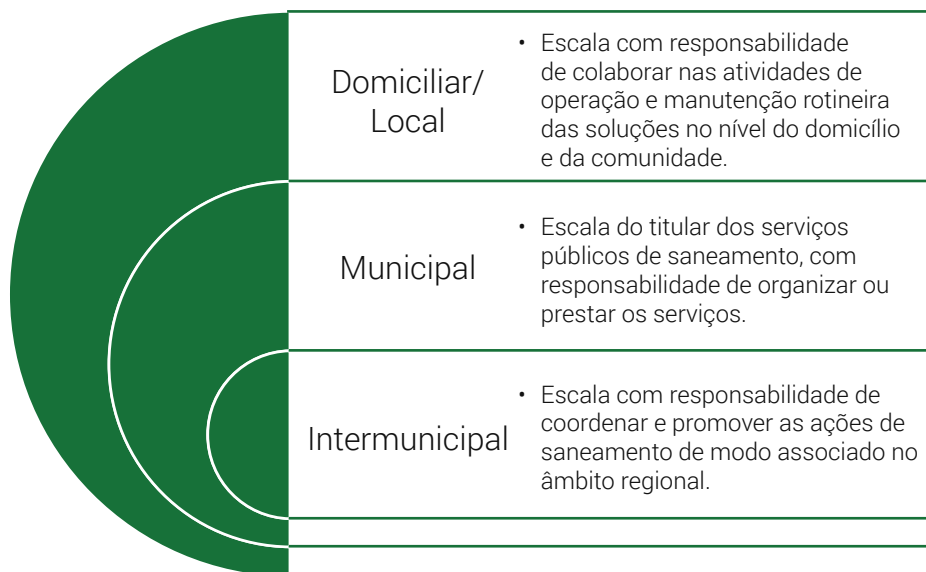 Domiciliar/
Local
• Escala com responsabilidade
de colaborar nas atividades de
operação e manutenção rotineira
das soluções no nível do domicílio
e da comunidade.
Municipal
• Escala do titular dos serviços
públicos de saneamento, com
responsabilidade de organizar ou
prestar os serviços.
Intermunicipal
• Escala com responsabilidade de
coordenar e promover as ações de
saneamento de modo associado no
âmbito regional.